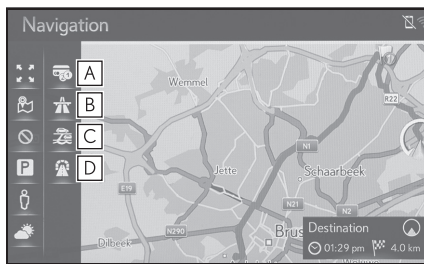 Navigation
A
B
C
D
P
Wemmel
R22
N1
Jette
Schaarbeek
E19
N21
N2
N290
Dilbeek
Brus
Destination
01:29 pm 4.0 km